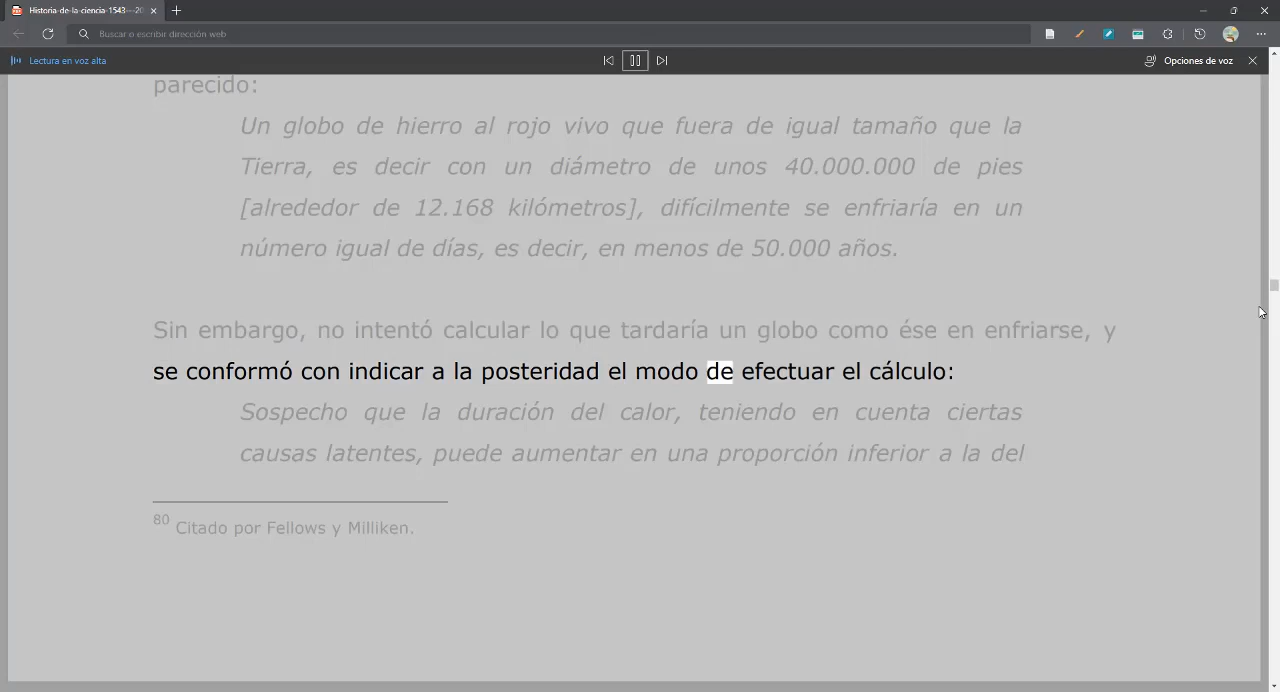 Historia-de-la-ciencia-1543---20
Buscar o escribir dirección web
Lectura en voz alta
Opciones de voz
parecido:
Un globo de hierro al rojo vivo que fuera de igual tamaño que la
Tierra, es decir con un diámetro de unos 40.000.000 de pies
[alrededor de 12.168 kilómetros], difícilmente se enfriaría en un
número igual de días, es decir, en menos de 50.000 años.
Sin embargo, no intentó calcular lo que tardaría un globo como ése en enfriarse, y
se conformó con indicar a la posteridad el modo de efectuar el cálculo:
Sospecho que la duración del calor, teniendo en cuenta ciertas
causas latentes, puede aumentar en una proporción inferior a la del
80 Citado por Fellows y Milliken.